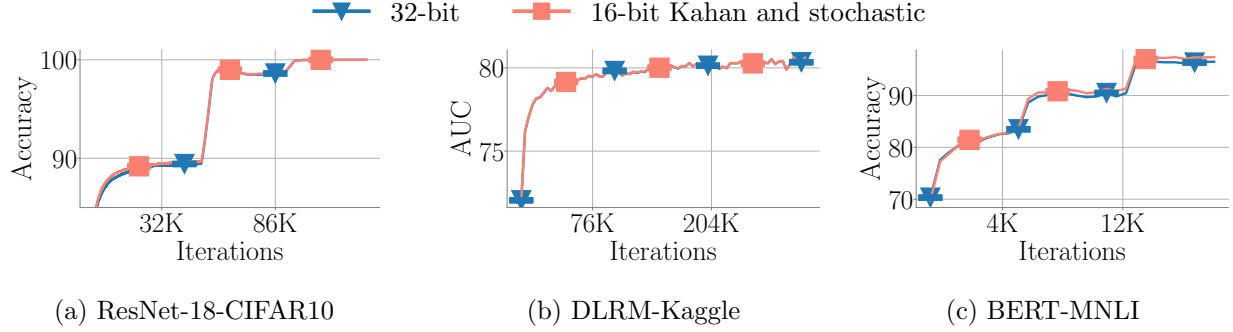 32-bit 16-bit Kahan and stochastic
100
90
Accuracy
32K 86K
Iterations
(a) ResNet-18-CIFAR10
80
75
AUC
76K 204K
Iterations
(b) DLRM-Kaggle
90
80
70
Accuracy
4K 12K
Iterations
(c) BERT-MNLI